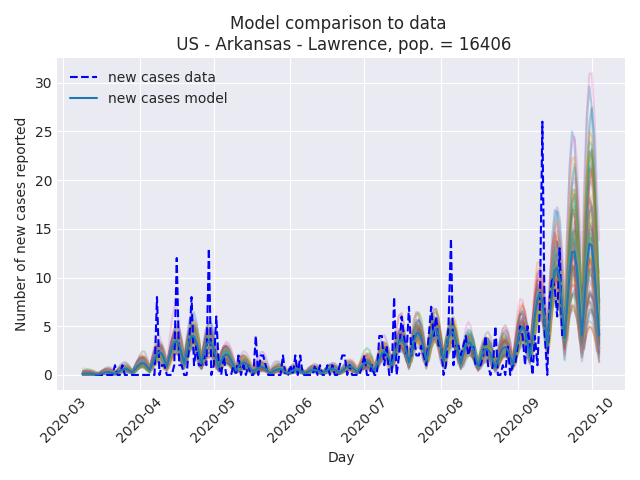 Model comparison to data
US - Arkansas - Lawrence, pop. = 16406
new cases data
new cases model
Number of new cases reported
30
25
20
15
10
5
0
2020-03
2020-04
2020-05
2020-06
2020-07
2020-08
2020-09
2020-10
Day